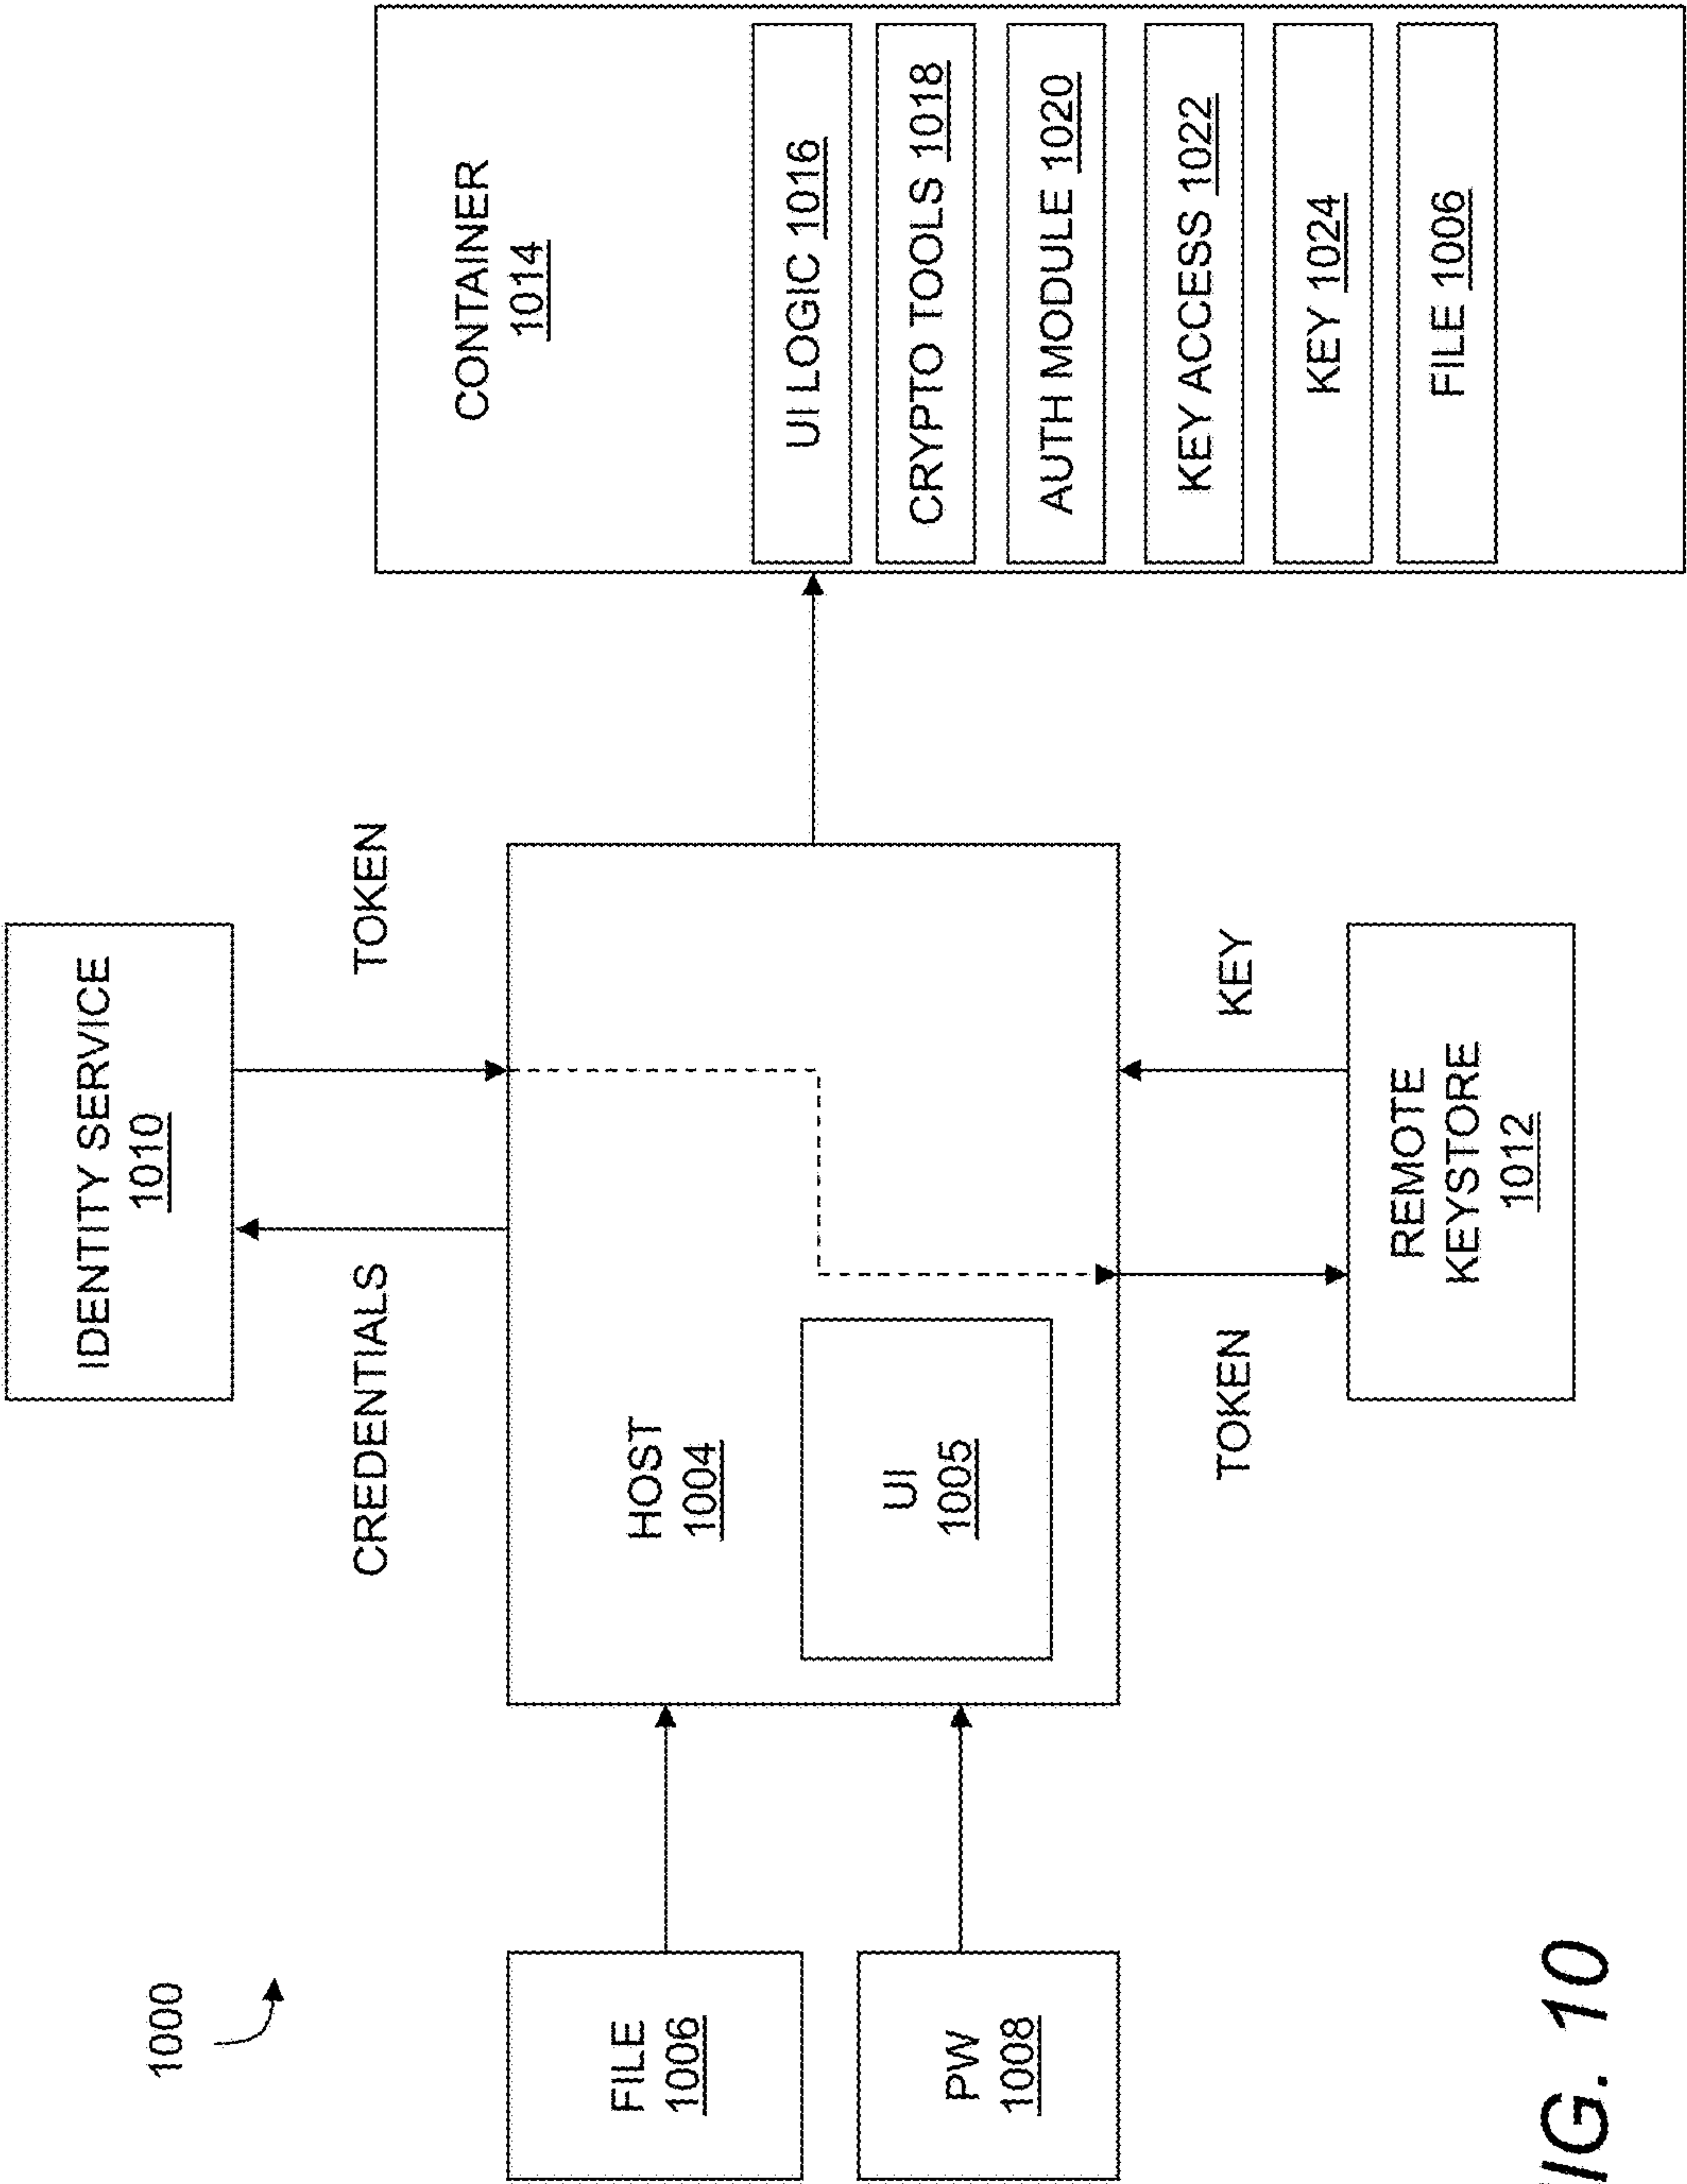 1000
FILE
1006
PW
1008
IDENTITY SERVICE
1010
CREDENTIALS
TOKEN
HOST
1004
UI
1005
TOKEN
KEY
REMOTE
KEYSTORE
1012
CONTAINER
1014
UI LOGIC 1016
CRYPTO TOOLS 1018
AUTH MODULE 1020
KEY ACCESS 1022
KEY 1024
FILE 1006
IG. 10